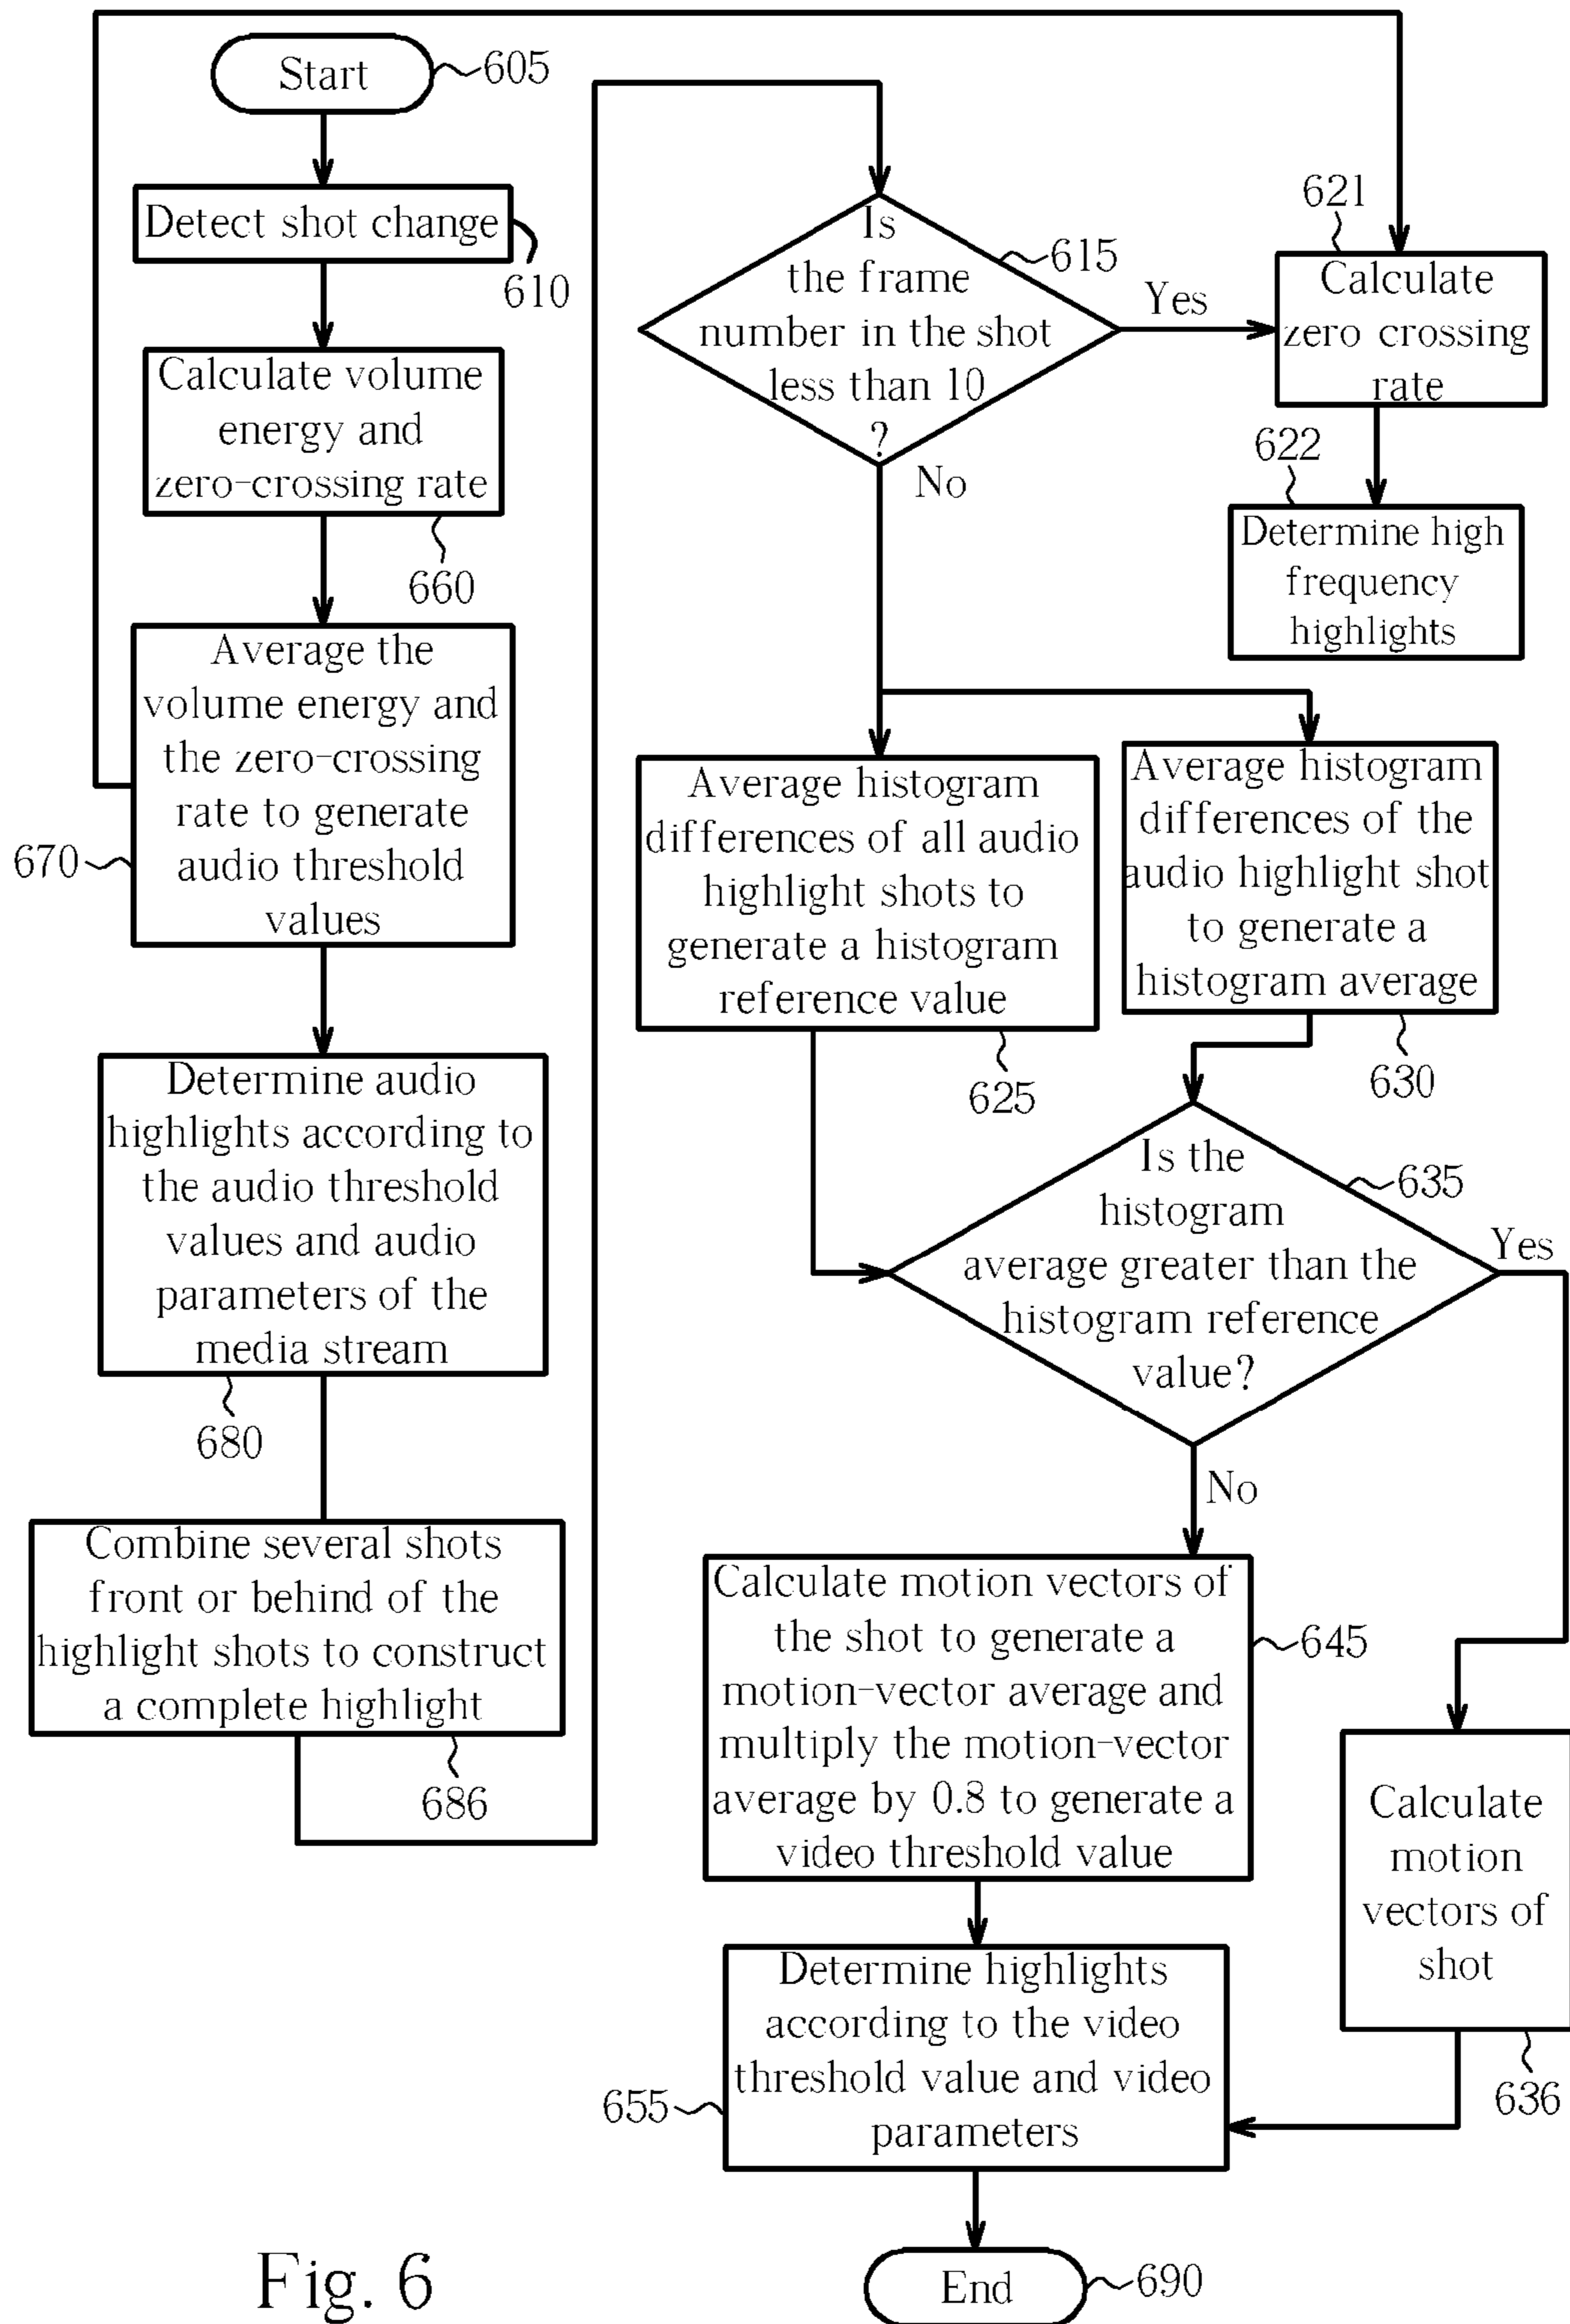 Start
605
Detect shot change
610
Calculate volume
energy and
zero-crossing rate
660
Average the
volume energy and
the zero-crossing
rate to generate
audio threshold
values
670
Determine audio
highlights according to
the audio threshold
values and audio
parameters of the
media stream
680
Combine several shots
front or behind of the
highlight shots to construct
a complete highlight
686
Is
the frame
number in the shot
less than 10
?
615
Yes
No
621
Calculate
zero crossing
rate
622
Determine high
frequency
highlights
Average histogram
differences of all audio
highlight shots to
generate a histogram
reference value
625
Average histogram
differences of the
audio highlight shot
to generate a
histogram average
630
Is the
histogram
average greater than the
histogram reference
value?
635
Yes
No
Calculate motion vectors of
the shot to generate a
motion-vector average and
multiply the motion-vector
average by 0.8 to generate a
video threshold value
645
Calculate
motion
vectors of
shot
636
Determine highlights
according to the video
threshold value and video
parameters
655
End
690
Fig. 6